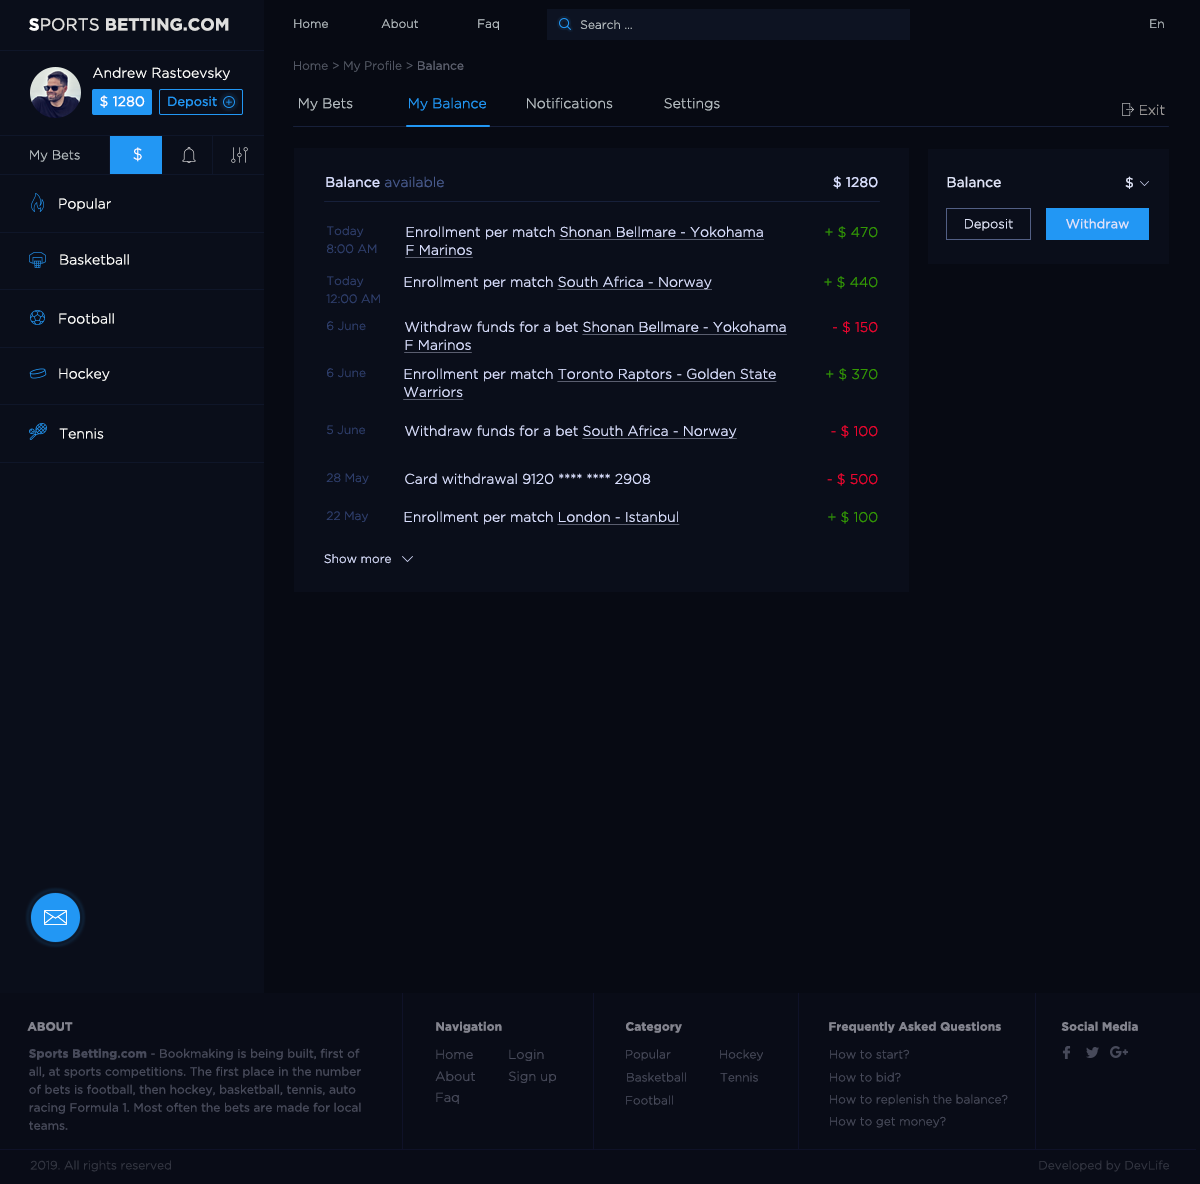 SPORTS BETTING.COM
Home
About
Faq
Search ...
En
Andrew Rastoevsky
$ 1280
Deposit
My Bets
$
Popular
Basketball
Football
Hockey
Tennis
Home > My Profile > Balance
My Bets
My Balance
Notifications
Settings
Exit
Balance available
$ 1280
Today
8:00 AM
Enrollment per match Shonan Bellmare - Yokohama
F Marinos
+ $ 470
Today
12:00 AM
Enrollment per match South Africa - Norway
+ $ 440
6 June
Withdraw funds for a bet Shonan Bellmare - Yokohama
F Marinos
- $ 150
6 June
Enrollment per match Toronto Raptors - Golden State
Warriors
+ $ 370
5 June
Withdraw funds for a bet South Africa - Norway
- $ 100
28 May
Card withdrawal 9120 **** **** 2908
- $ 500
22 May
Enrollment per match London - Istanbul
+ $ 100
Show more
Balance
$
Deposit
Withdraw
ABOUT
Sports Betting.com - Bookmaking is being built, first of
all, at sports competitions. The first place in the number
of bets is football, then hockey, basketball, tennis, auto
racing Formula 1. Most often the bets are made for local
teams.
Navigation
Home
Login
About
Sign up
Faq
Category
Popular
Hockey
Basketball
Tennis
Football
Frequently Asked Questions
How to start?
How to bid?
How to replenish the balance?
How to get money?
Social Media
G+
2019. All rights reserved
Developed by DevLife